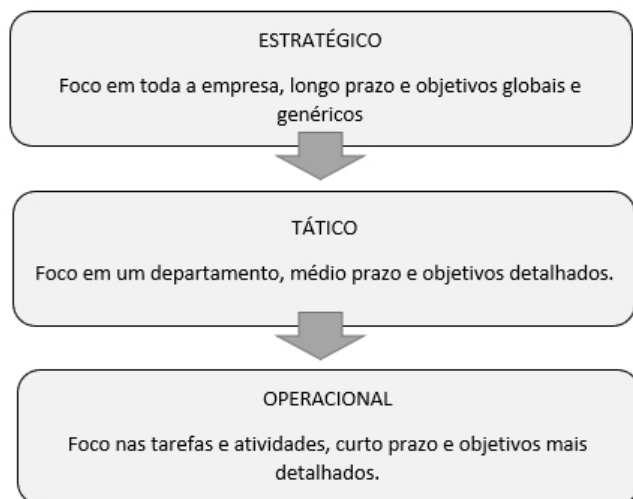 ESTRATÉGICO
Foco em toda a empresa, longo prazo e objetivos globais e
genéricos
TÁTICO
Foco em um departamento, médio prazo e objetivos detalhados.
OPERACIONAL
Foco nas tarefas e atividades, curto prazo e objetivos mais
detalhados.